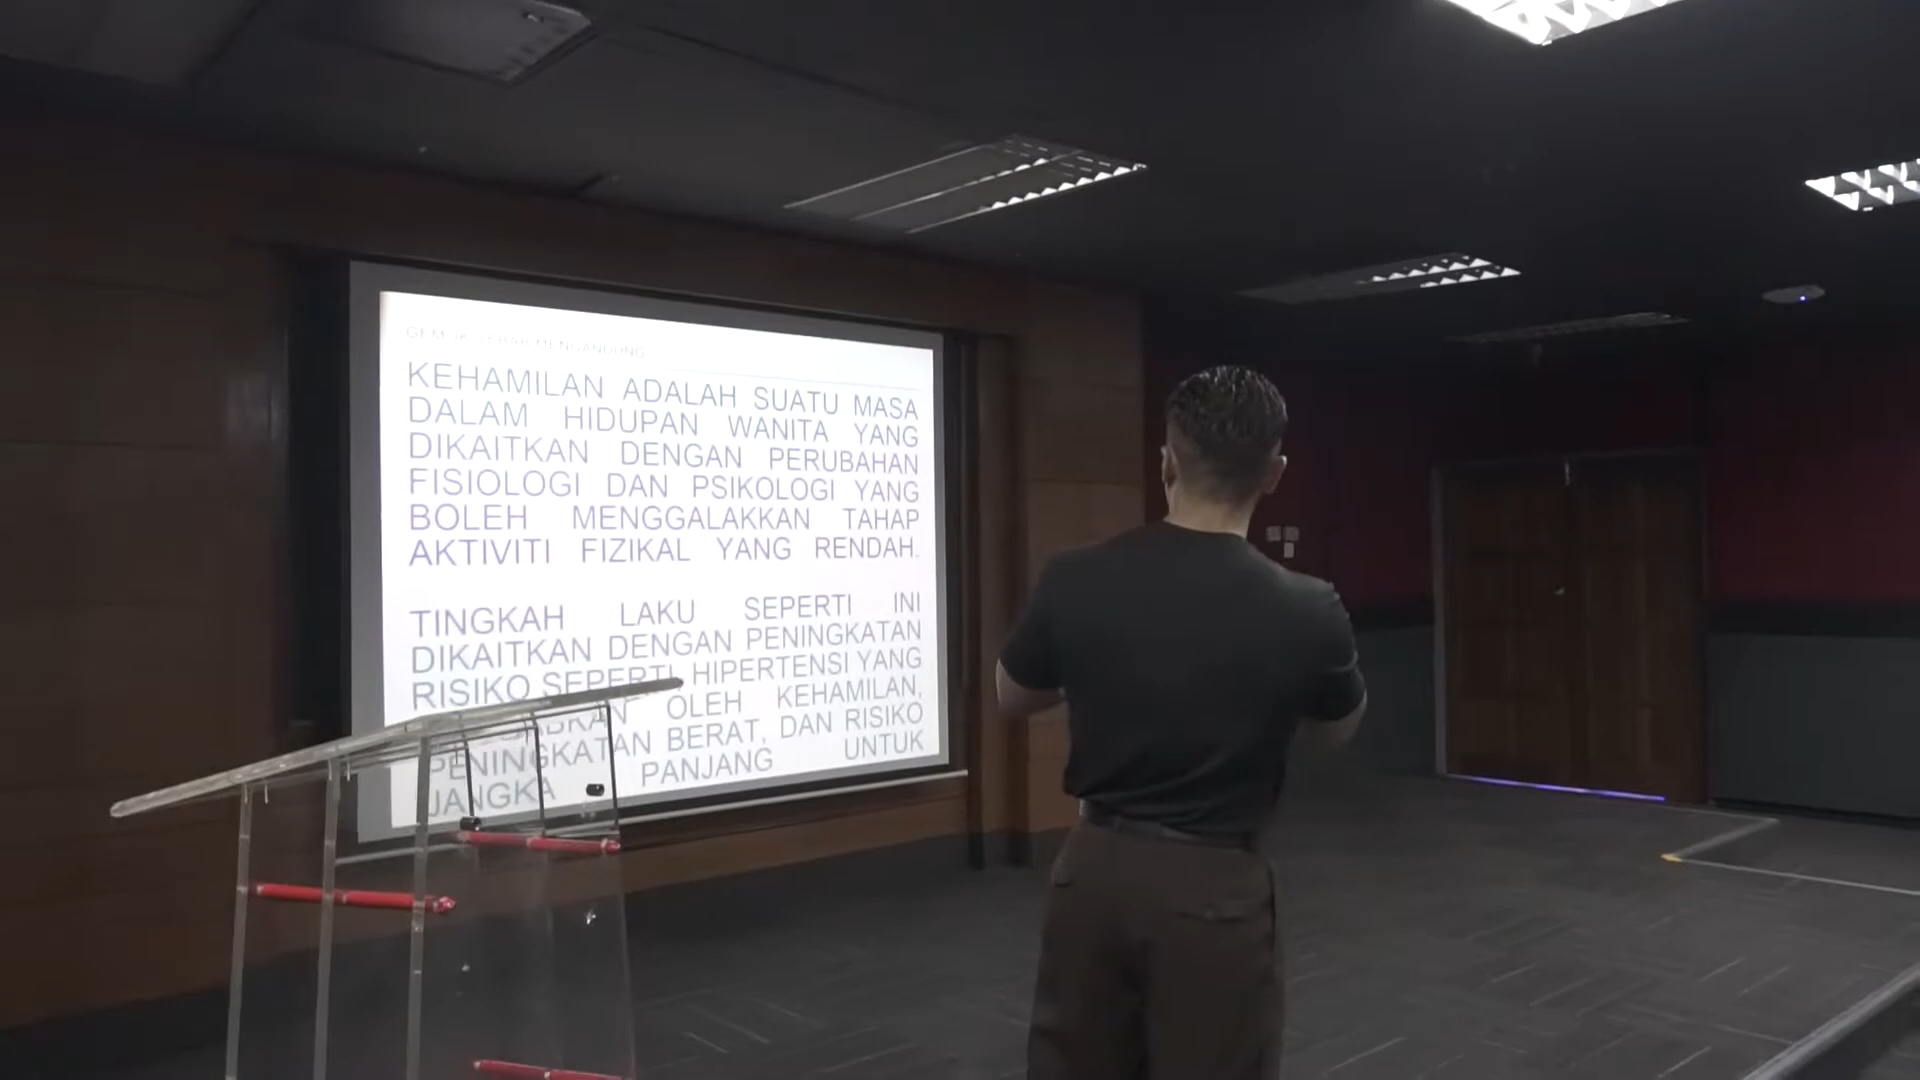 MENGANDUNG
KEHAMILAN ADALAH SUATU MASA
DALAM HIDUPAN WANITA YANG
DIKAITKAN DENGAN PERUBAHAN
FISIOLOGI DAN PSIKOLOGI YANG
BOLEH MENGGALAKKAN TAHAP
AKTIVITI FIZIKAL YANG RENDAH.
TINGKAH LAKU SEPERTI INI
DIKAITKAN DENGAN PENINGKATAN
RISIKO SEPERTI HIPERTENSI YANG
OLEH KEHAMILAN,
PENINGKATAN BERAT, DAN RISIKO
JANGKA PANJANG UNTUK